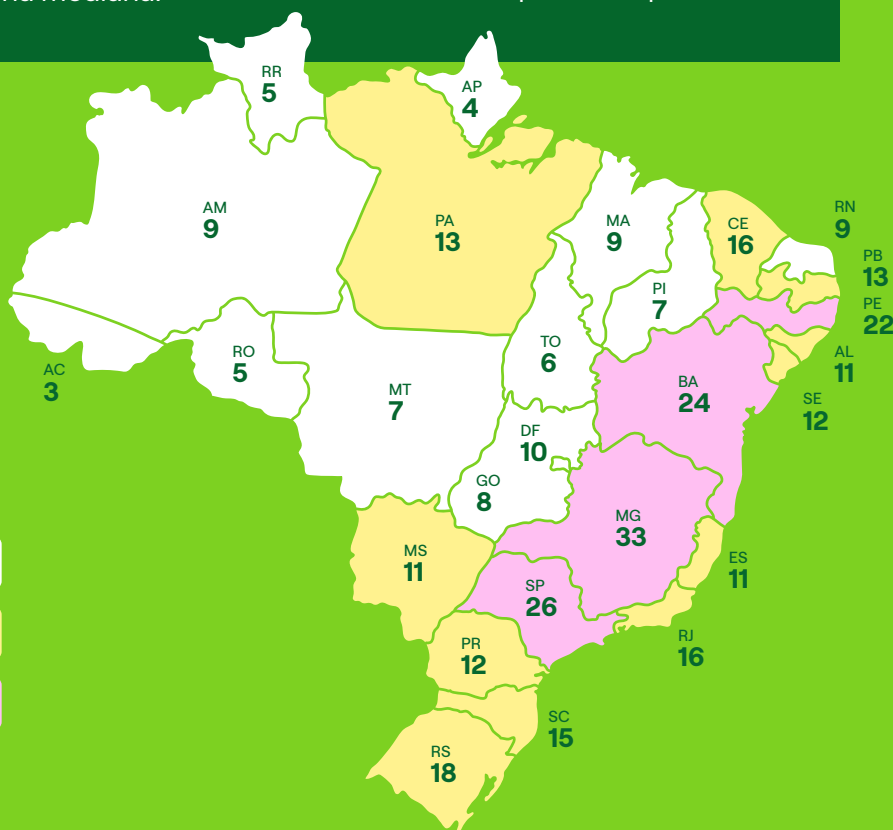 RR
5
AP
4
AM
9
PA
13
MA
9
CE
16
RN
9
PB
13
PI
7
PE
22
TO
6
AL
11
RO
5
AC
3
MT
7
BA
24
SE
12
DF
10
GO
8
MG
33
MS
11
ES
11
SP
26
RJ
16
PR
12
SC
15
RS
18